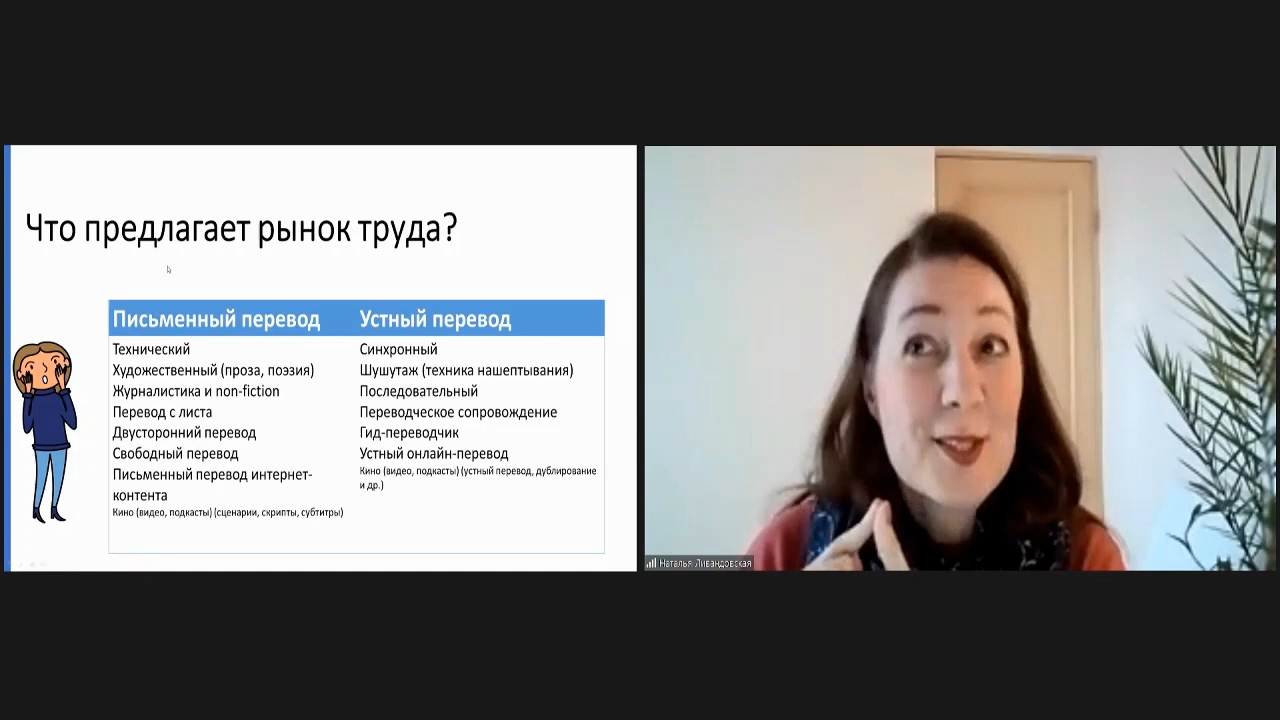 Что предлагает рынок труда?
Письменный перевод
Технический
Художественный (проза, поэзия)
Журналистика и non-fiction
Перевод с листа
Двусторонний перевод
Свободный перевод
Письменный перевод интернет-
контента
Кино (видео, подкасты) (сценарии, скрипты, субтитры)
Устный перевод
Синхронный
Шушутаж (техника нашептывания)
Последовательный
Переводческое сопровождение
Гид-переводчик
Устный онлайн-перевод
Кино (видео, подкасты) (устный перевод, дублирование
и др.)
Наталья Ливандовская